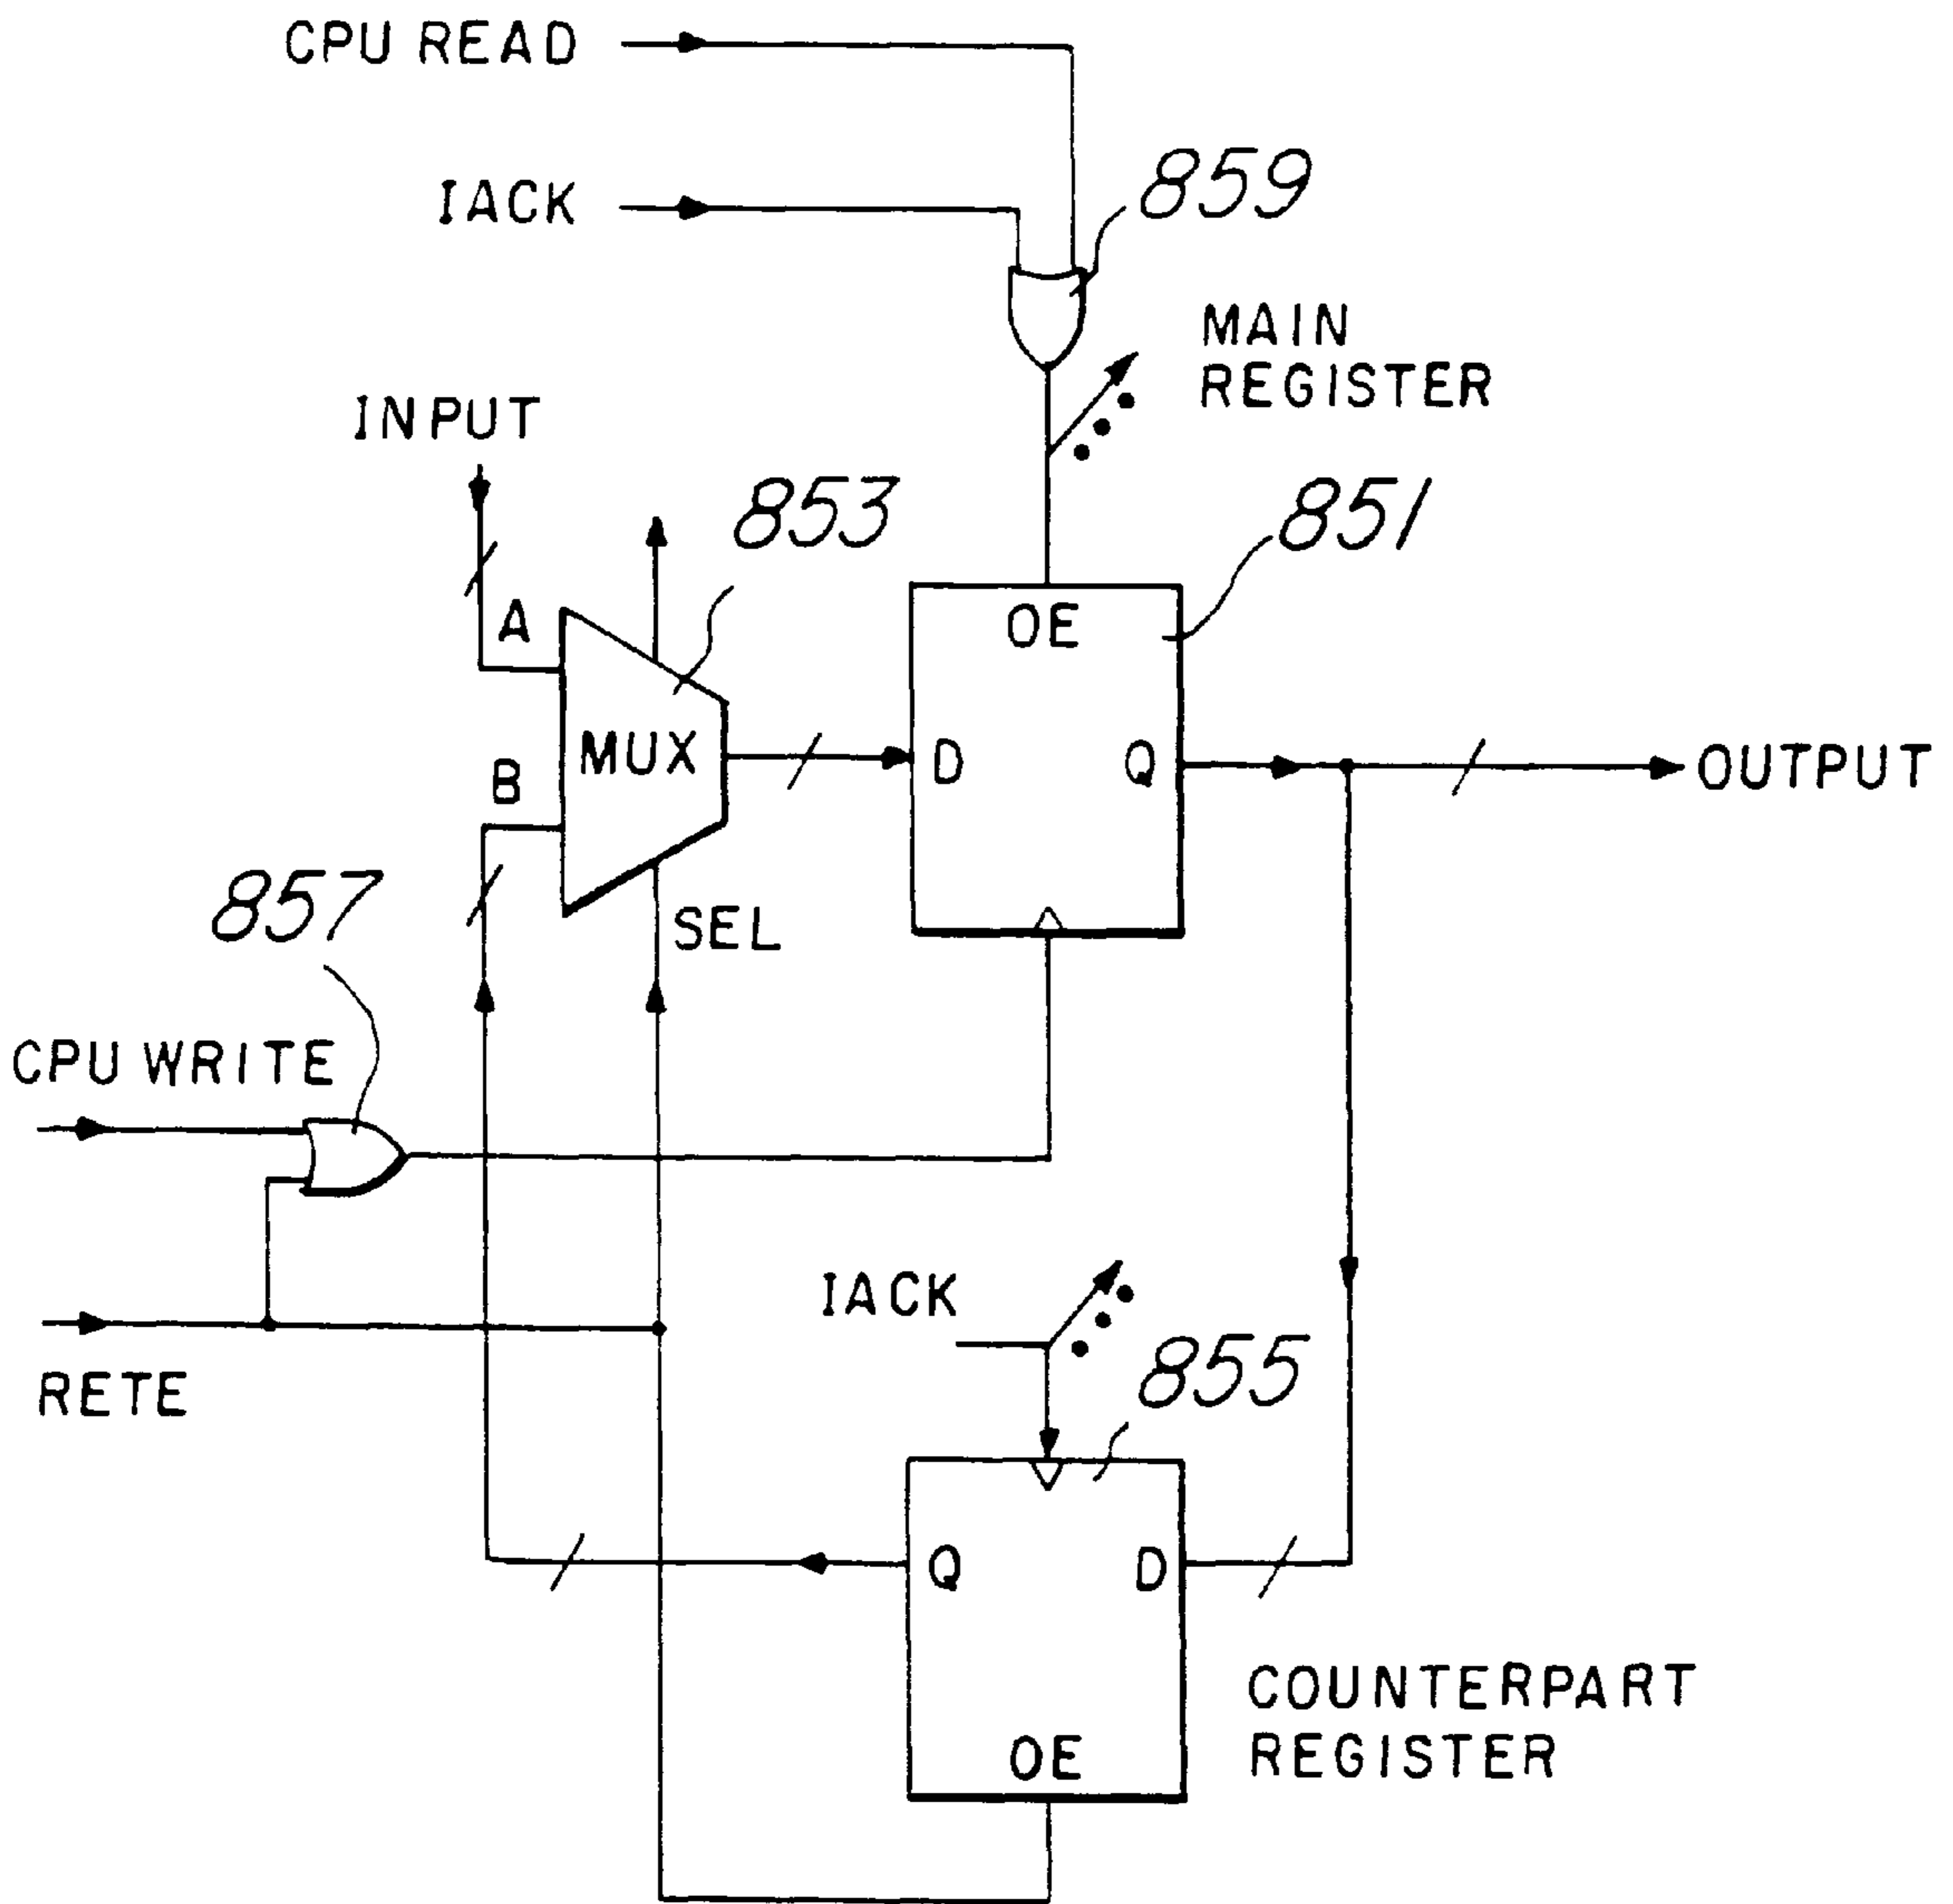 CPU READ
IACK
859
MAIN
REGISTER
INPUT
853
851
A
OE
MUX
D
Q
OUTPUT
B
857
SEL
CPU WRITE
IACK
855
RETE
Q
D
COUNTERPART
REGISTER
OE